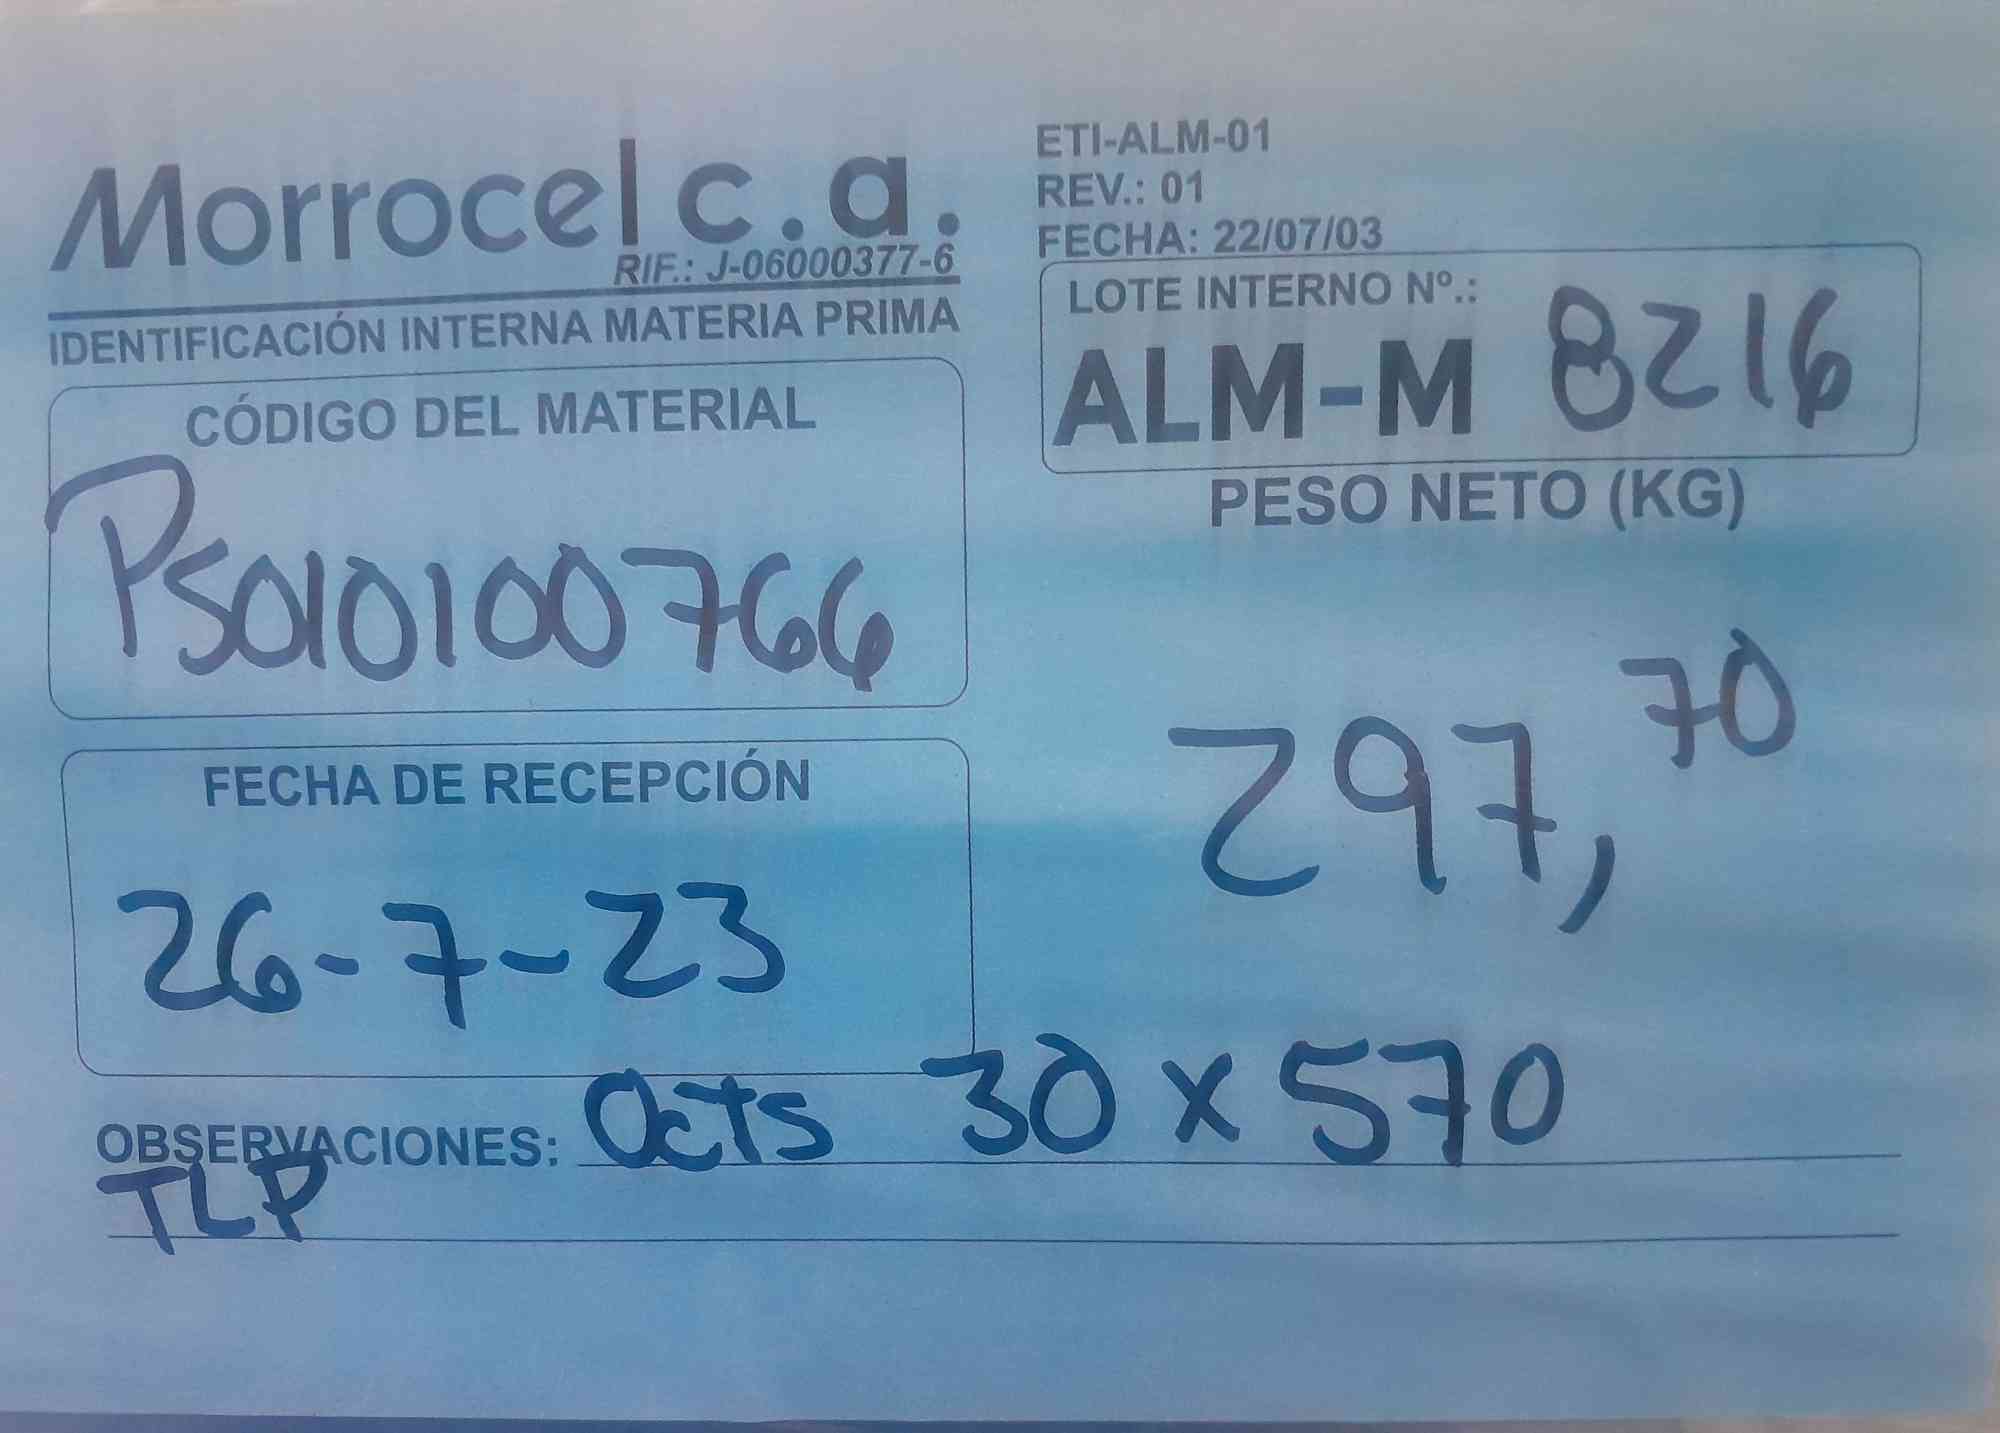 Morrocel c.a.
RIF.: J-06000377-6
IDENTIFICACIÓN INTERNA MATERIA PRIMA
ETI-ALM-01
REV.: 01
FECHA: 22/07/03
LOTE INTERNO Nº.:
ALM-M 8216
CÓDIGO DEL MATERIAL
PS010100766
PESO NETO (KG)
297,70
FECHA DE RECEPCIÓN
26-7-23
OBSERVACIONES: Octs 30 x 570
TLP